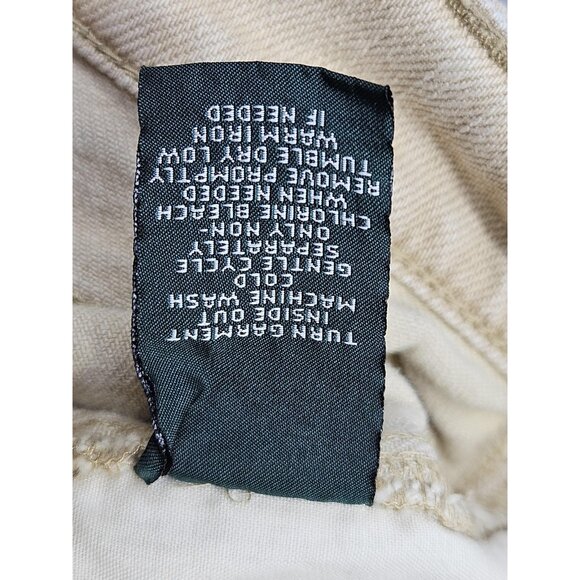 TURN GARMENT
INSIDE OUT
MACHINE WASH
COLD
GENTLE CYCLE
SEPARATELY
ONLY NON-
CHLORINE BLEACH
WHEN NEEDED
REMOVE PROMPTLY
TUMBLE DRY LOW
WARM IRON
IF NEEDED